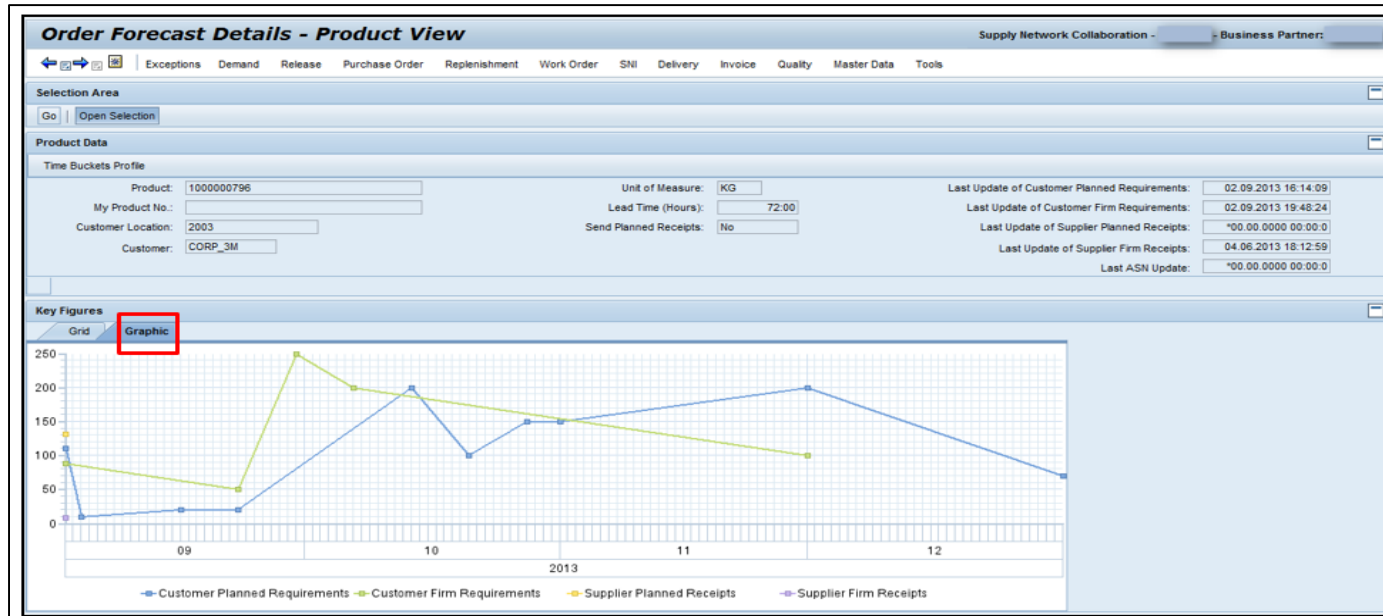 Order Forecast Details - Product View
Supply Network Collaboration - - Business Partner:
Exceptions Demand Release Purchase Order Replenishment Work Order SNI Delivery Invoice Quality Master Data Tools
Selection Area
Go Open Selection
Product Data
Time Buckets Profile
Product: 1000000796 Unit of Measure: KG Last Update of Customer Planned Requirements: 02.09.2013 16:14:09
My Product No.: Lead Time (Hours): 72:00 Last Update of Customer Firm Requirements: 02.09.2013 19:48:24
Customer Location: 2003 Send Planned Receipts: No Last Update of Supplier Planned Receipts: *00.00.0000 00:00:0
Customer: CORP_3M Last Update of Supplier Firm Receipts: 04.06.2013 18:12:59
Last ASN Update: *00.00.0000 00:00:0
Key Figures
Grid Graphic
250
200
150
100
50
0
09 10 11 12
2013
Customer Planned Requirements Customer Firm Requirements Supplier Planned Receipts Supplier Firm Receipts